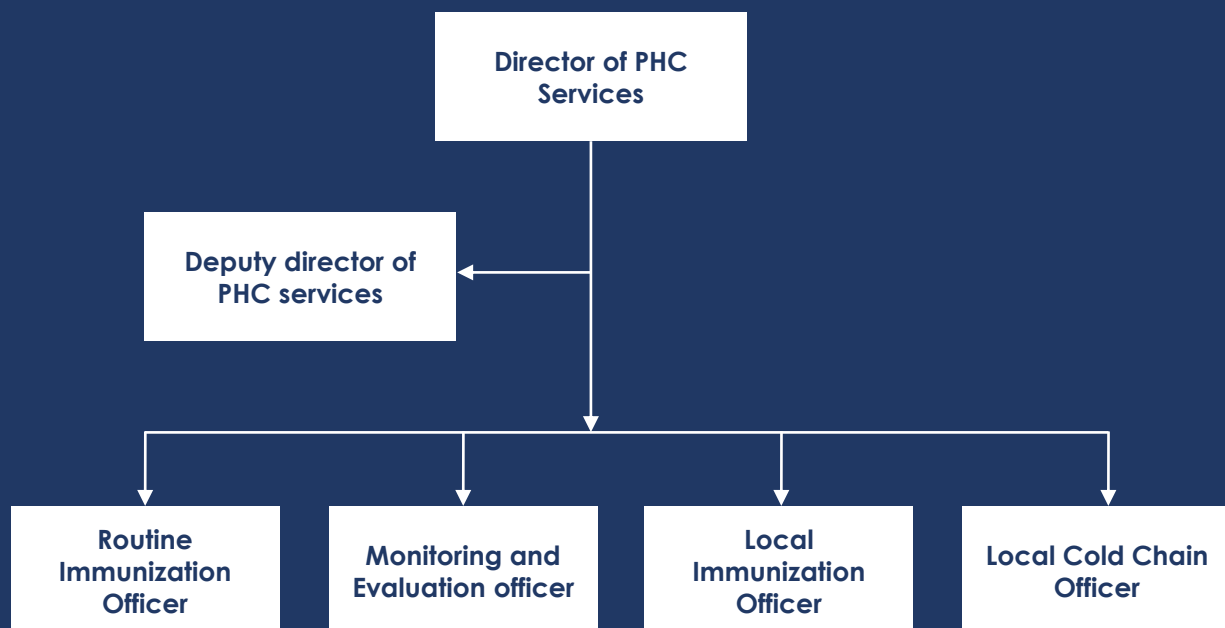 Director of PHC
Services
Deputy director of
PHC services
Routine
Immunization
Officer
Monitoring and
Evaluation officer
Local
Immunization
Officer
Local Cold Chain
Officer